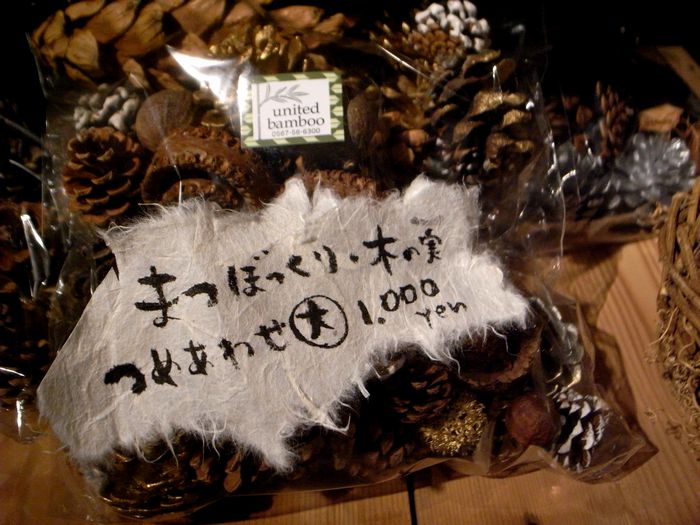 united
bamboo
0567-56-6300
まつぼっくり・木の実
つめあわせ 大 1.000
yen